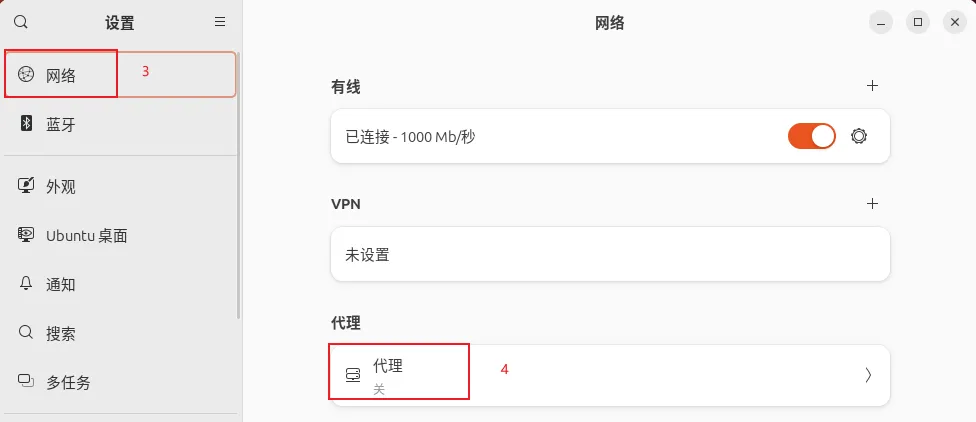 设置
网络
网络
3
蓝牙
外观
Ubuntu 桌面
通知
搜索
多任务
有线
已连接 - 1000 Mb/秒
VPN
未设置
代理
代理
关
4